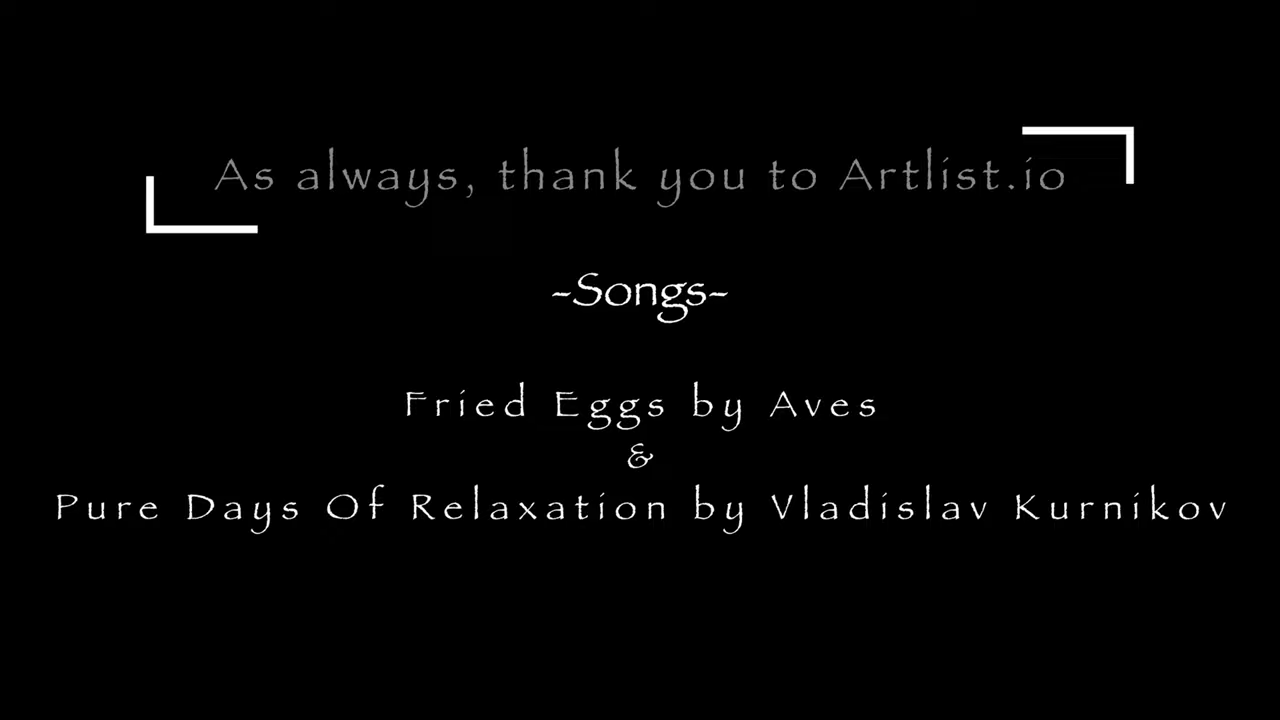 As always, thank you to Artlist.io
-Songs-
Fried Eggs by Aves
&
Pure Days Of Relaxation by Vladislav Kurnikov